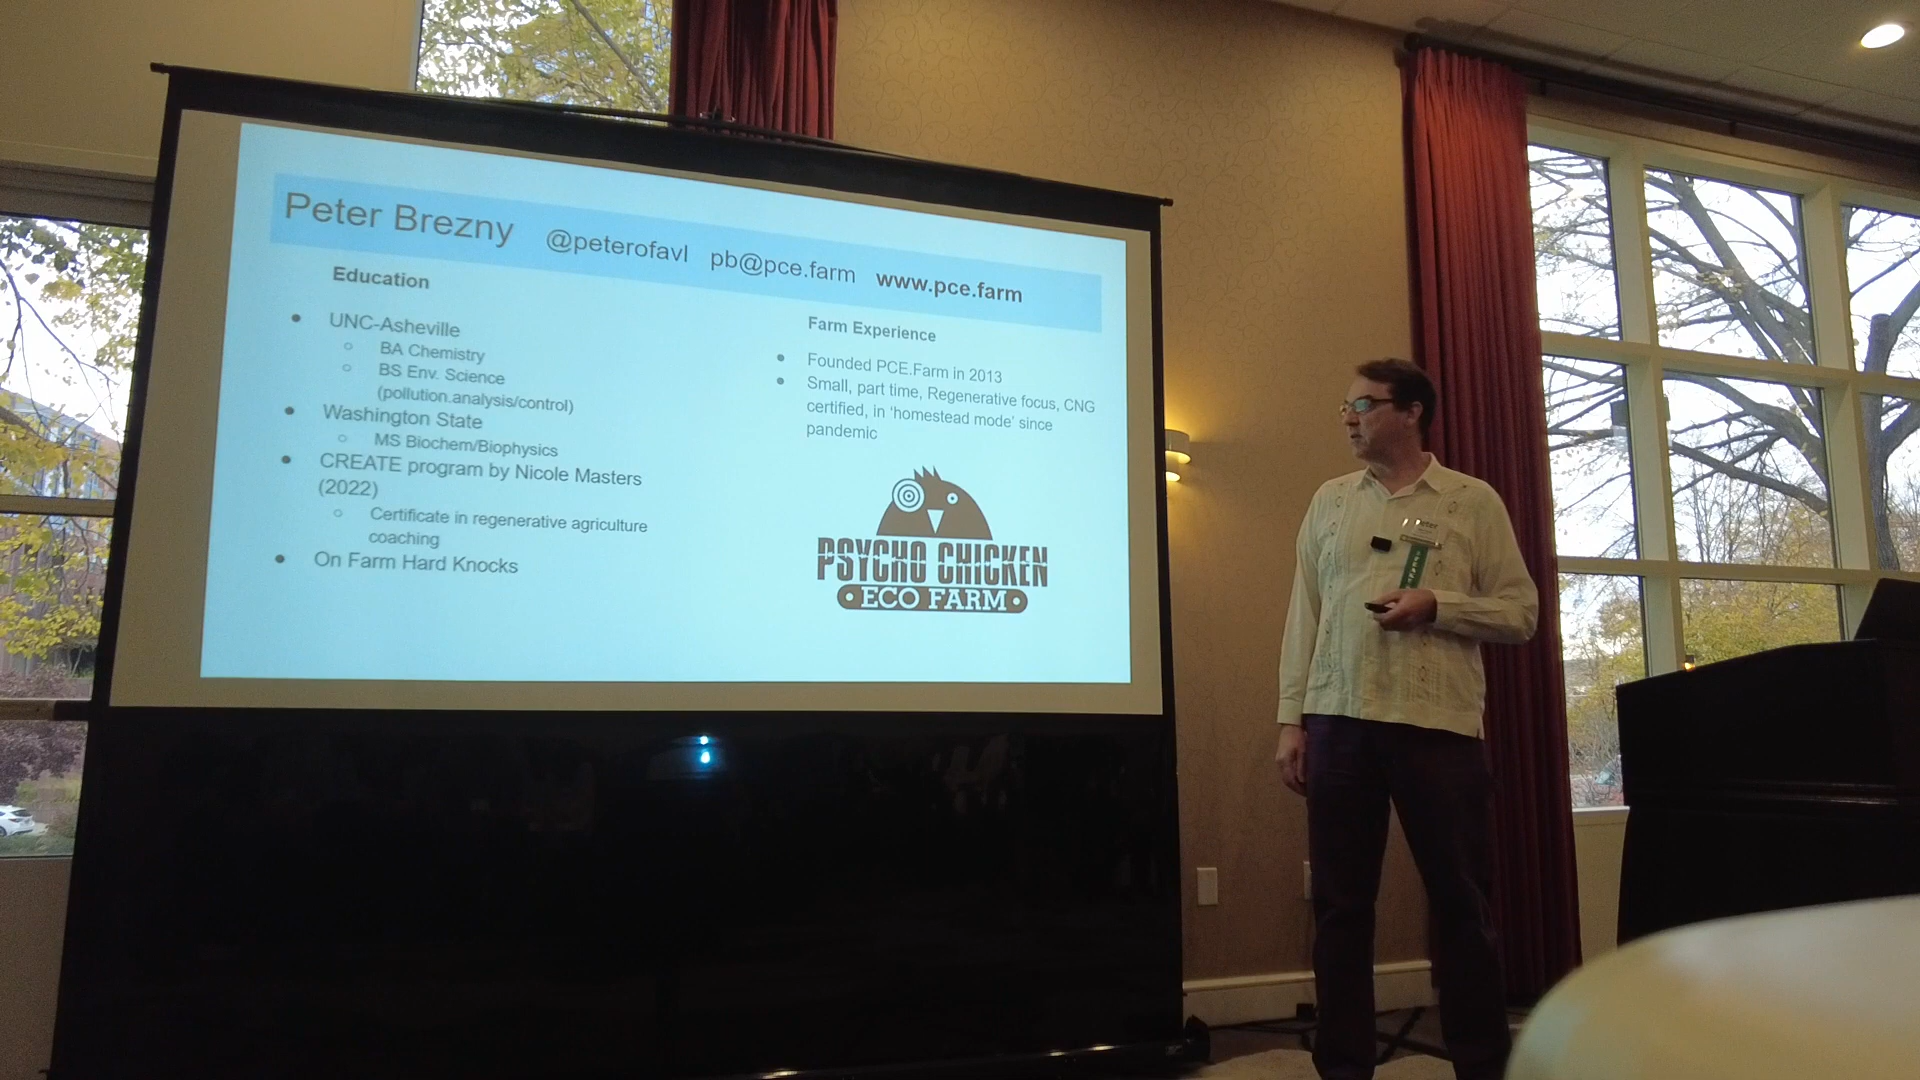 Peter Brezny @peterofavl pb@pce.farm www.pce.farm
Education
UNC-Asheville
BA Chemistry
BS Env. Science
(pollution.analysis/control)
Washington State
MS Biochem/Biophysics
CREATE program by Nicole Masters
(2022)
Certificate in regenerative agriculture
coaching
On Farm Hard Knocks
Farm Experience
Founded PCE.Farm in 2013
Small, part time, Regenerative focus, CNG
certified, in ‘homestead mode’ since
pandemic
PSYCHO CHICKEN
ECO FARM